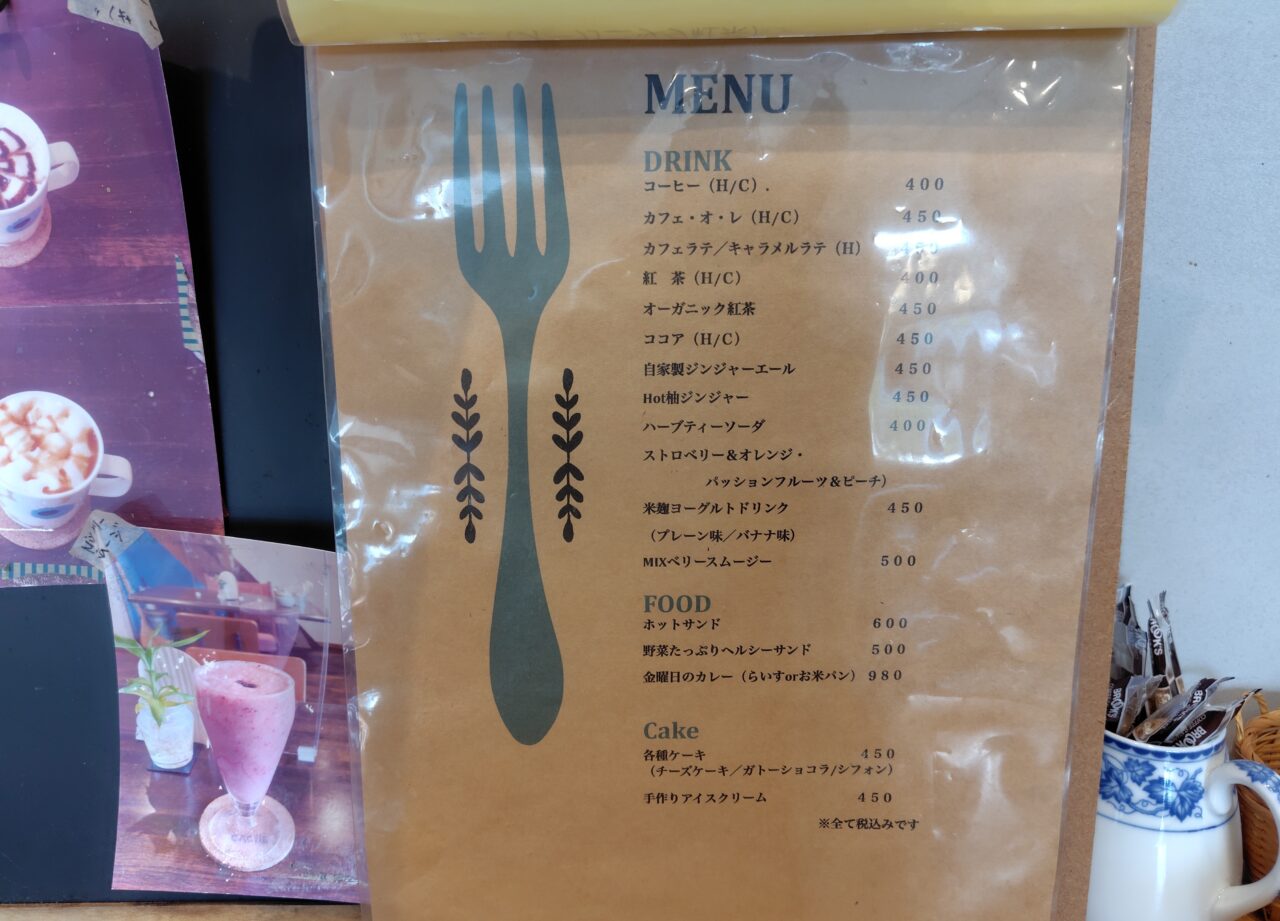 MENU
DRINK
コーヒー（H/C）. 400
カフェ・オ・レ（H/C） 450
カフェラテ／キャラメルラテ（H） 450
紅　茶（H/C） 400
オーガニック紅茶 450
ココア（H/C） 450
自家製ジンジャーエール 450
Hot柚ジンジャー 450
ハーブティーソーダ 400
ストロベリー＆オレンジ・
パッションフルーツ＆ピーチ）
米麹ヨーグルトドリンク 450
（プレーン味／バナナ味）
MIXベリースムージー 500
FOOD
ホットサンド 600
野菜たっぷりヘルシーサンド 500
金曜日のカレー（らいすorお米パン） 980
Cake
各種ケーキ 450
（チーズケーキ／ガトーショコラ/シフォン）
手作りアイスクリーム 450
※全て税込みです
BROOK'S